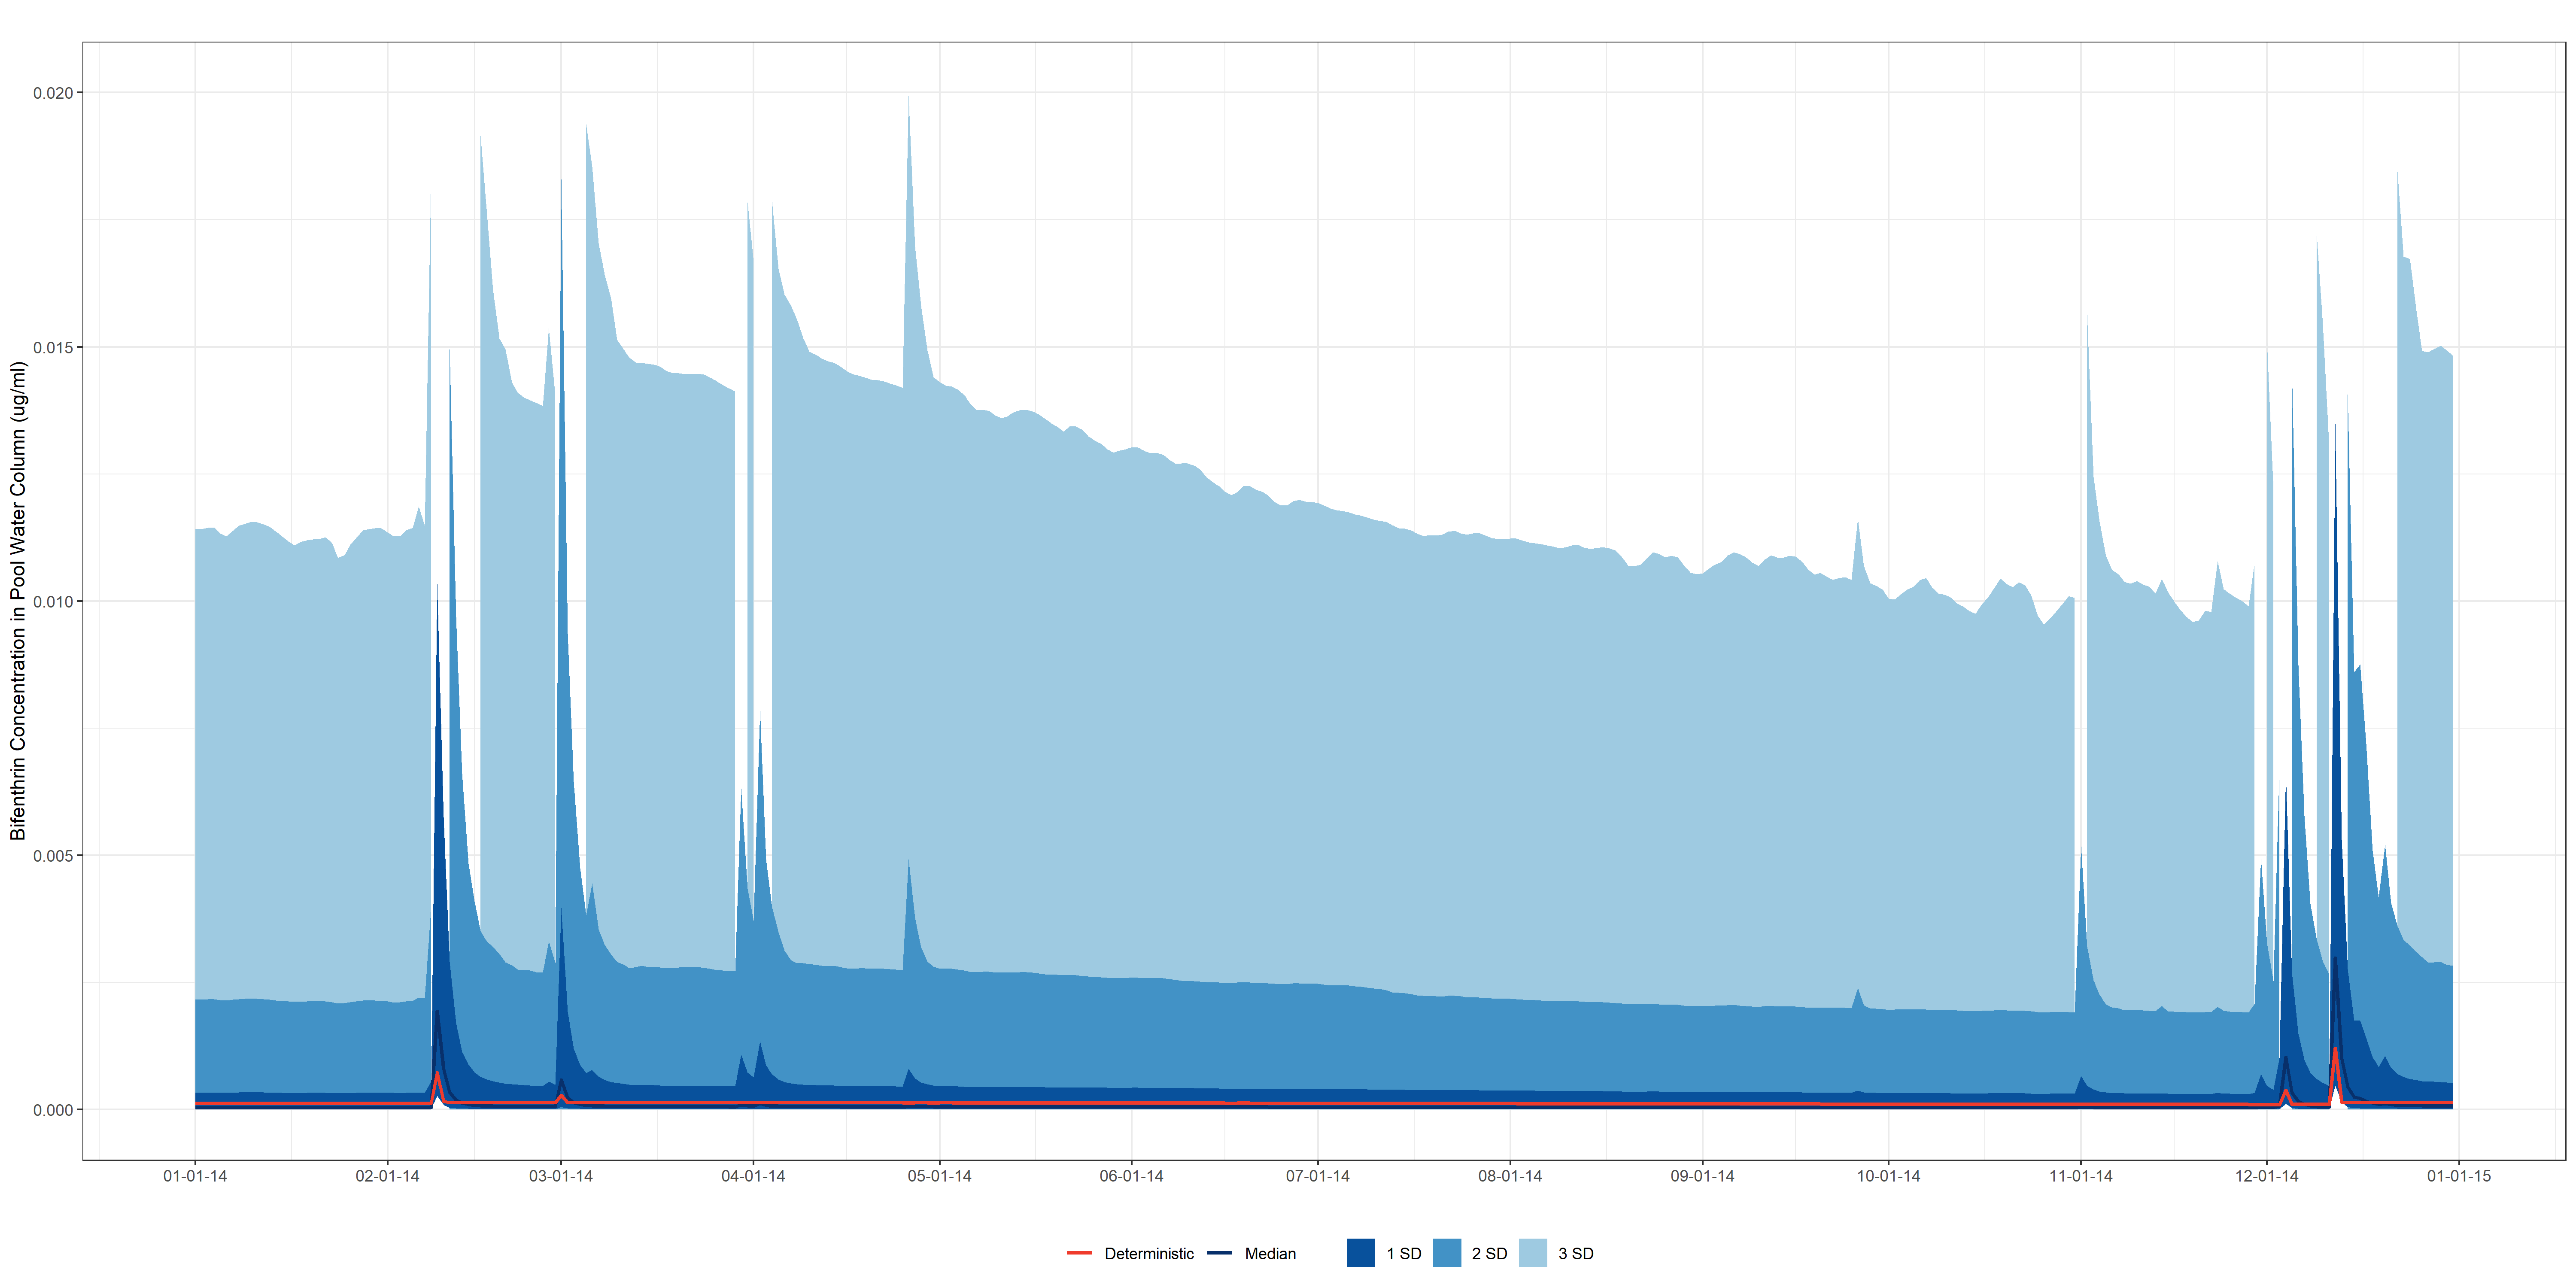 Bifenthrin Concentration in Pool Water Column (ug/ml)
0.020
0.015
0.010
0.005
0.000
01-01-14 02-01-14 03-01-14 04-01-14 05-01-14 06-01-14 07-01-14 08-01-14 09-01-14 10-01-14 11-01-14 12-01-14 01-01-15
Deterministic Median 1 SD 2 SD 3 SD